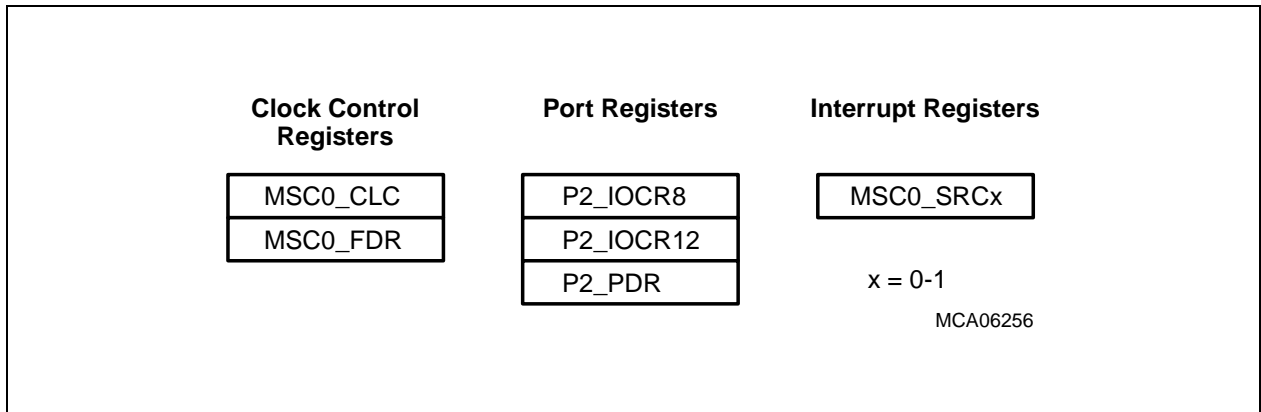 Clock Control
Registers
Port Registers
Interrupt Registers
MSC0_CLC
MSC0_FDR
P2_IOCR8
P2_IOCR12
P2_PDR
MSC0_SRCx
x = 0-1
MCA06256